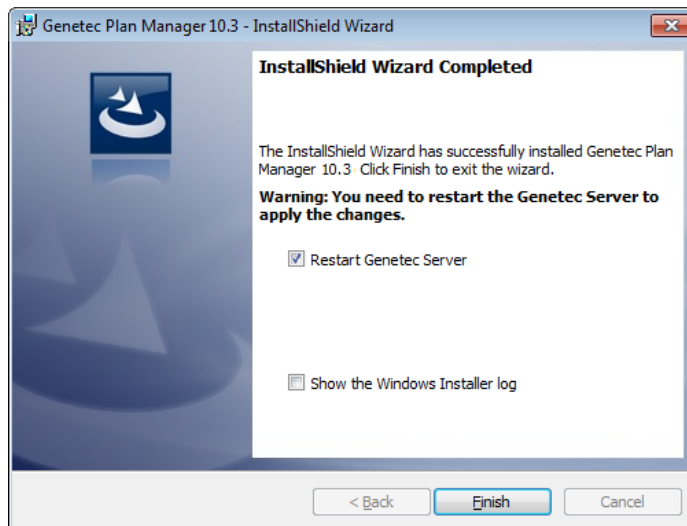 Genetec Plan Manager 10.3 - InstallShield Wizard
InstallShield Wizard Completed
The InstallShield Wizard has successfully installed Genetec Plan
Manager 10.3 Click Finish to exit the wizard.
Warning: You need to restart the Genetec Server to
apply the changes.
Restart Genetec Server
Show the Windows Installer log
< Back
Finish
Cancel